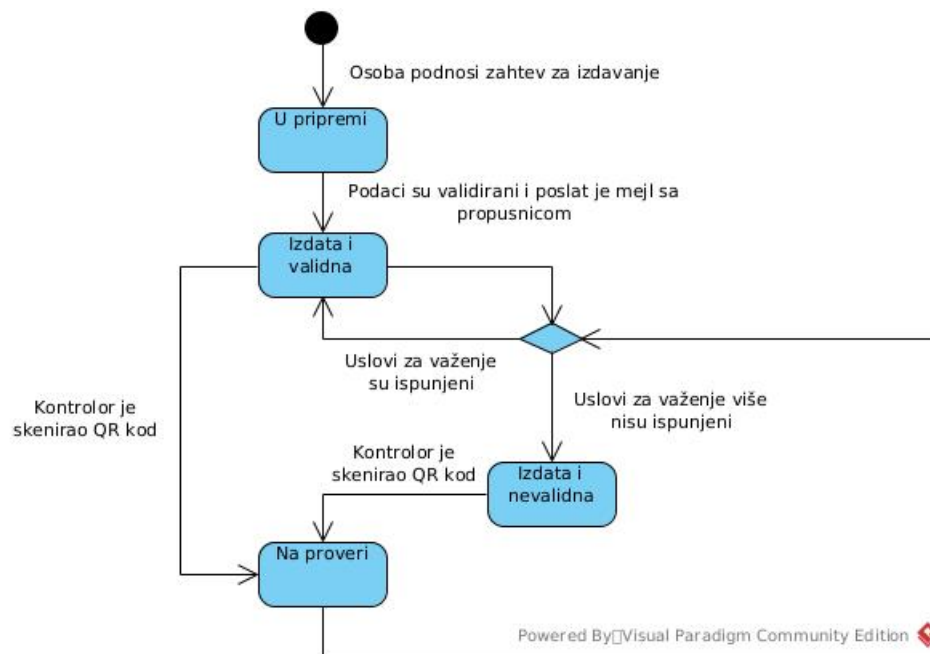 Osoba podnosi zahtev za izdavanje
U pripremi
Podaci su validirani i poslat je mejl sa
propusnicom
Izdata i
validna
Uslovi za važenje
su ispunjeni
Uslovi za važenje više
nisu ispunjeni
Kontrolor je
skenirao QR kod
Kontrolor je
skenirao QR kod
Izdata i
nevalidna
Na proveri
Powered By Visual Paradigm Community Edition